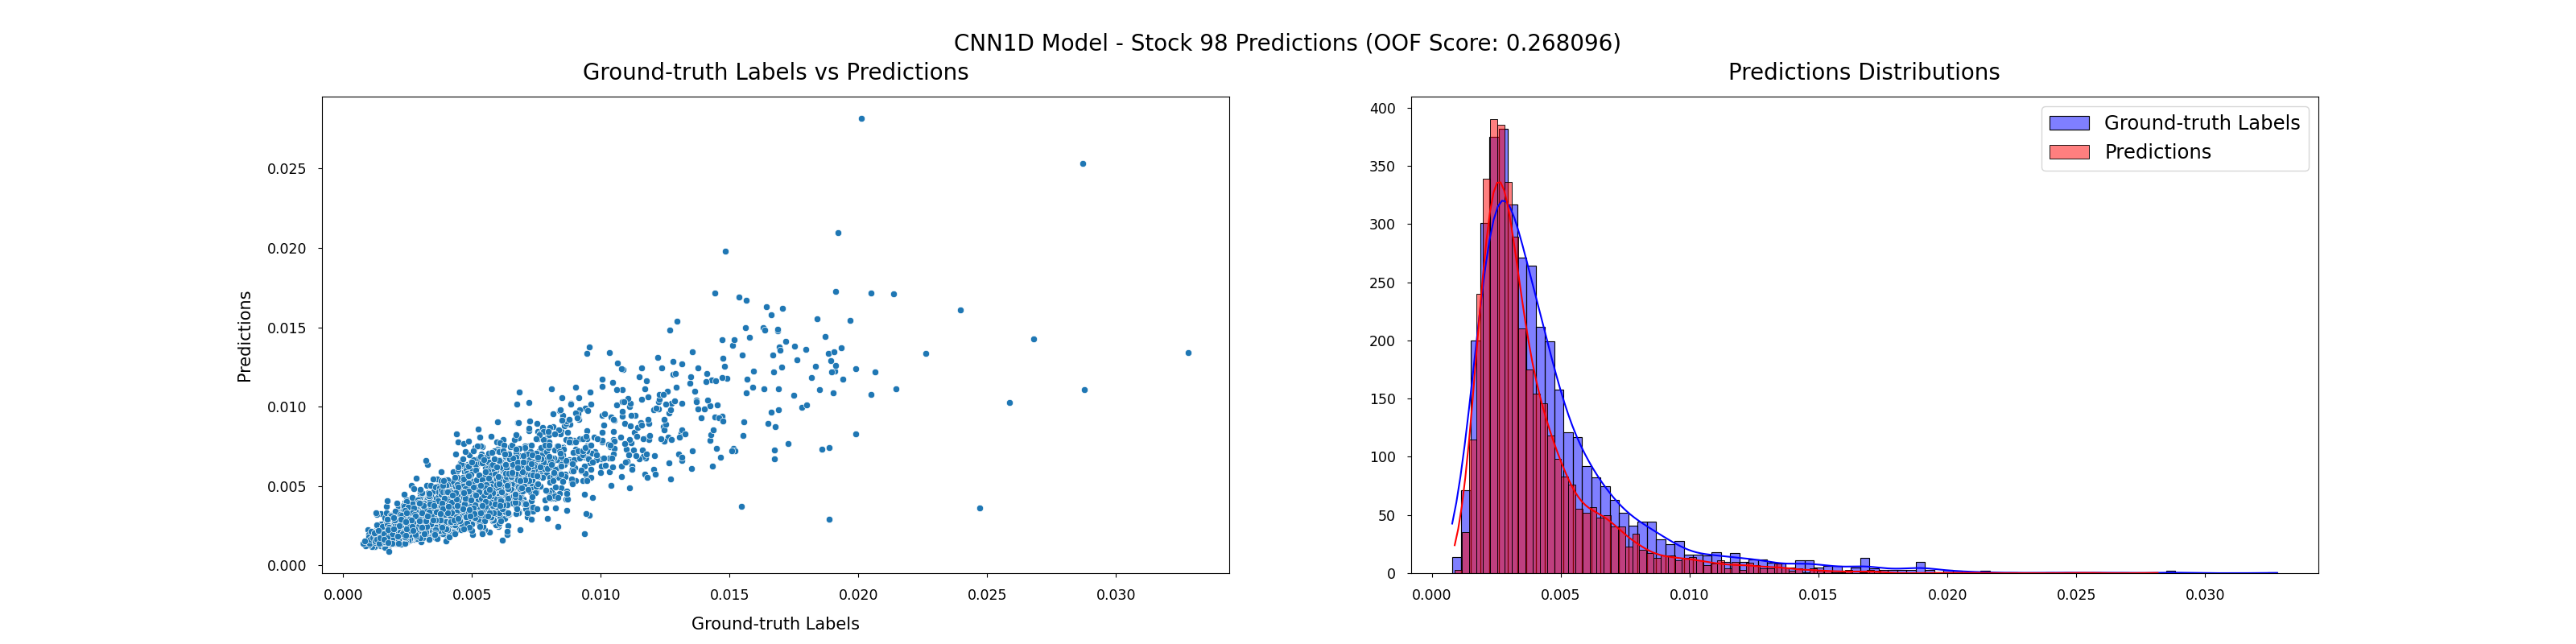 CNN1D Model - Stock 98 Predictions (OOF Score: 0.268096)
Ground-truth Labels vs Predictions
0.025
0.020
0.015
0.010
0.005
0.000
Predictions
0.000 0.005 0.010 0.015 0.020 0.025 0.030
Ground-truth Labels
Predictions Distributions
400
350
300
250
200
150
100
50
0
Ground-truth Labels
Predictions
0.000 0.005 0.010 0.015 0.020 0.025 0.030